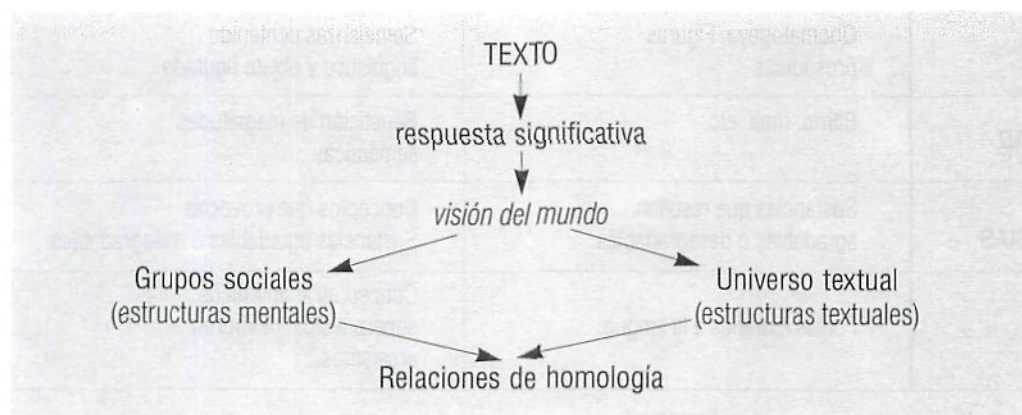 TEXTO
respuesta significativa
visión del mundo
Grupos sociales Universo textual
(estructuras mentales) (estructuras textuales)
Relaciones de homología